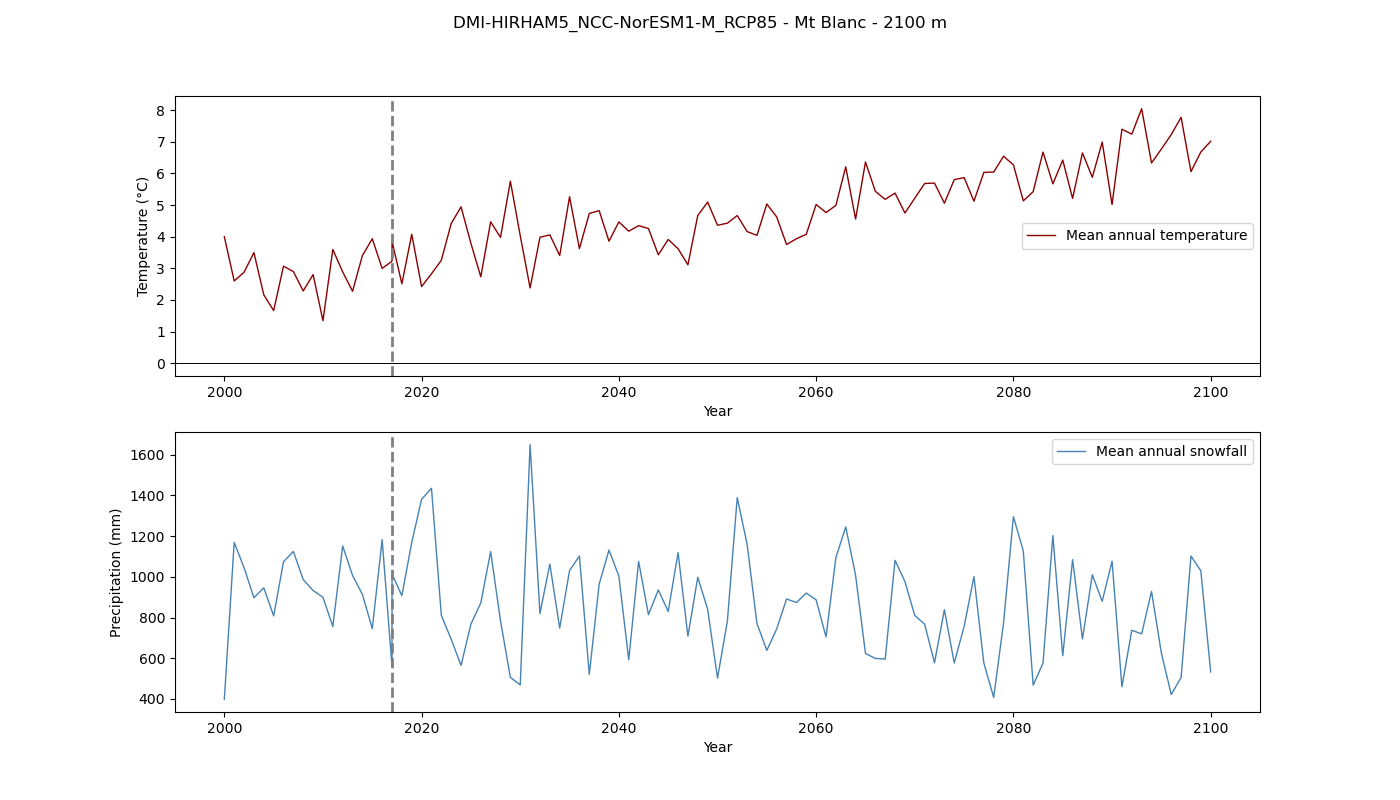 DMI-HIRHAM5_NCC-NorESM1-M_RCP85 - Mt Blanc - 2100 m
8
7
6
5
4
3
2
1
0
Temperature (°C)
Mean annual temperature
2000 2020 2040 2060 2080 2100
Year
1600
1400
1200
1000
800
600
400
Precipitation (mm)
Mean annual snowfall
2000 2020 2040 2060 2080 2100
Year